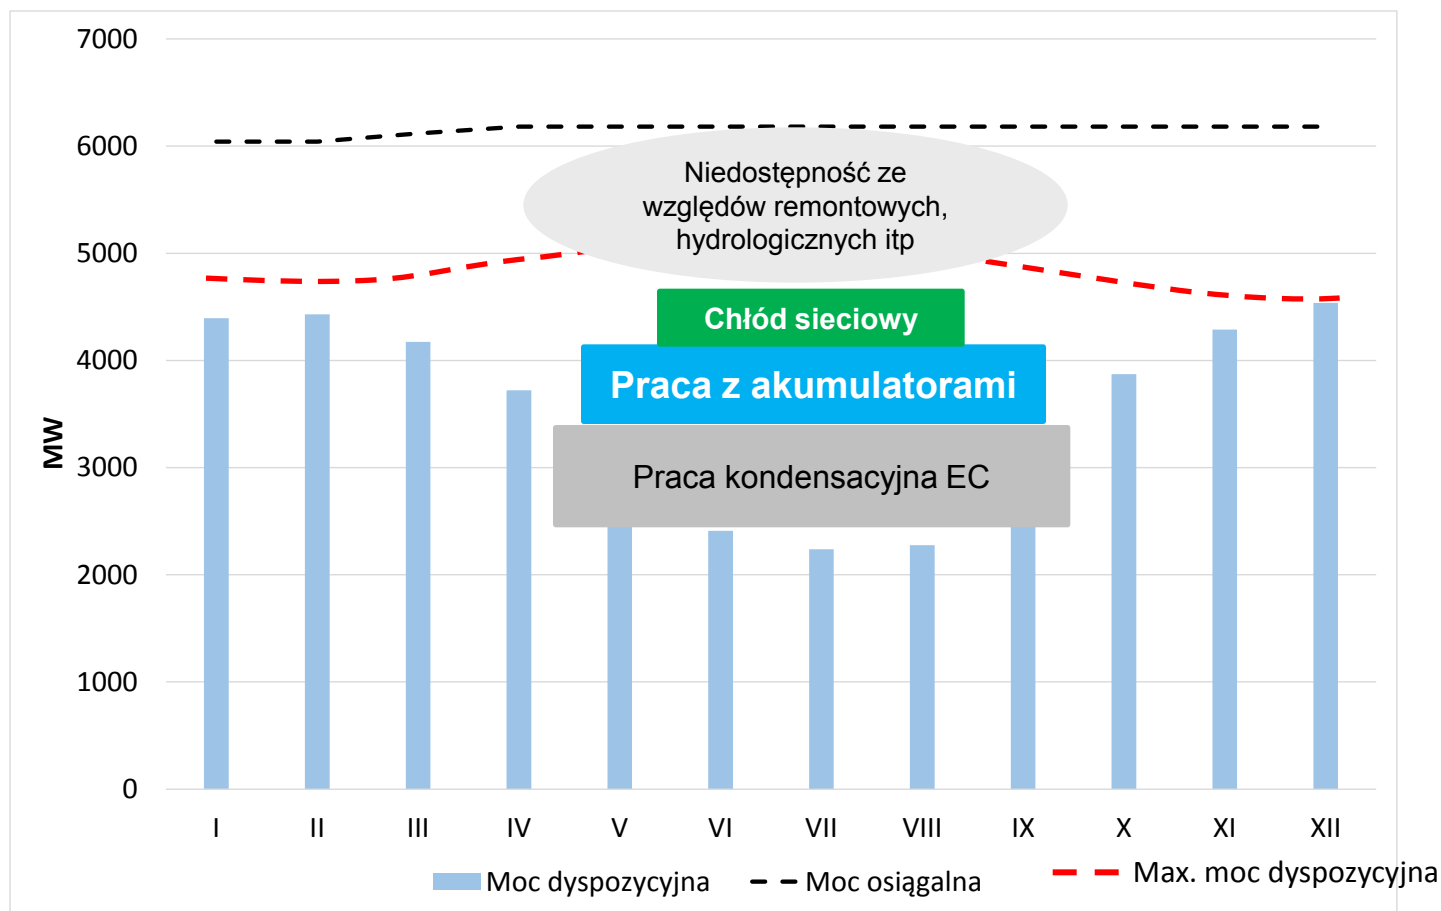 7000
6000
5000
4000
3000
2000
1000
0
MW
Niedostępność ze
względów remontowych,
hydrologicznych itp
Chłód sieciowy
Praca z akumulatorami
Praca kondensacyjna EC
I II III IV V VI VII VIII IX X XI XII
Moc dyspozycyjna Moc osiągalna Max. moc dyspozycyjna